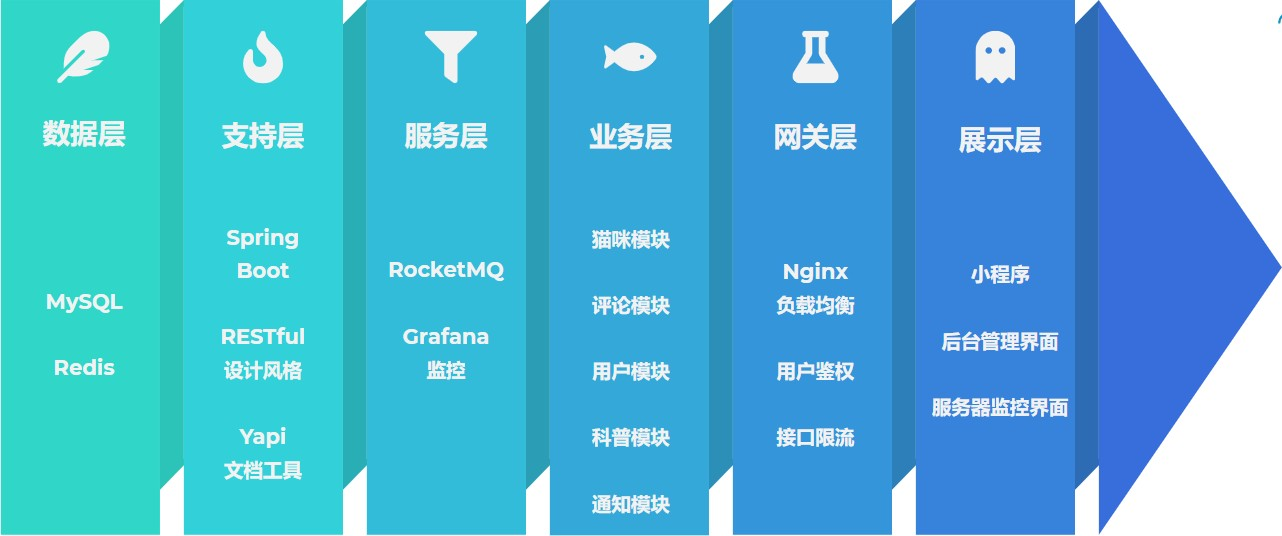 数据层
MySQL
Redis
支持层
Spring
Boot
RESTful
设计风格
Yapi
文档工具
服务层
RocketMQ
Grafana
监控
业务层
猫咪模块
评论模块
用户模块
科普模块
通知模块
网关层
Nginx
负载均衡
用户鉴权
接口限流
展示层
小程序
后台管理界面
服务器监控界面